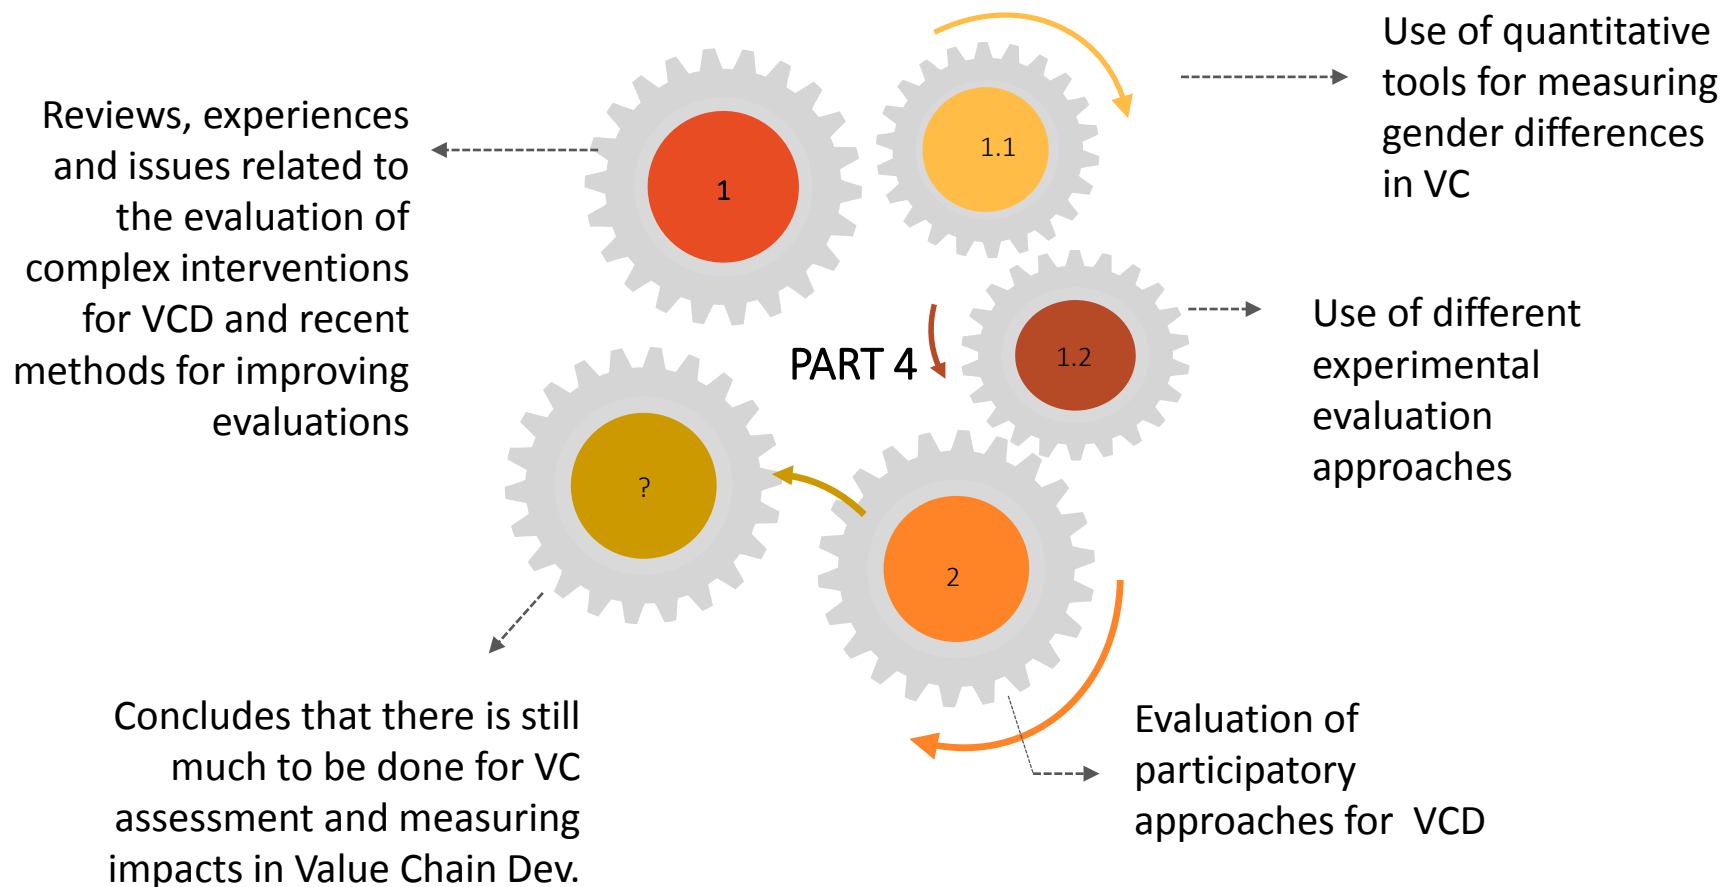 Reviews, experiences
and issues related to
the evaluation of
complex interventions
for VCD and recent
methods for improving
evaluations
1
1.1
Use of quantitative
tools for measuring
gender differences
in VC
PART 4
1.2
Use of different
experimental
evaluation
approaches
?
2
Concludes that there is still
much to be done for VC
assessment and measuring
impacts in Value Chain Dev.
Evaluation of
participatory
approaches for  VCD